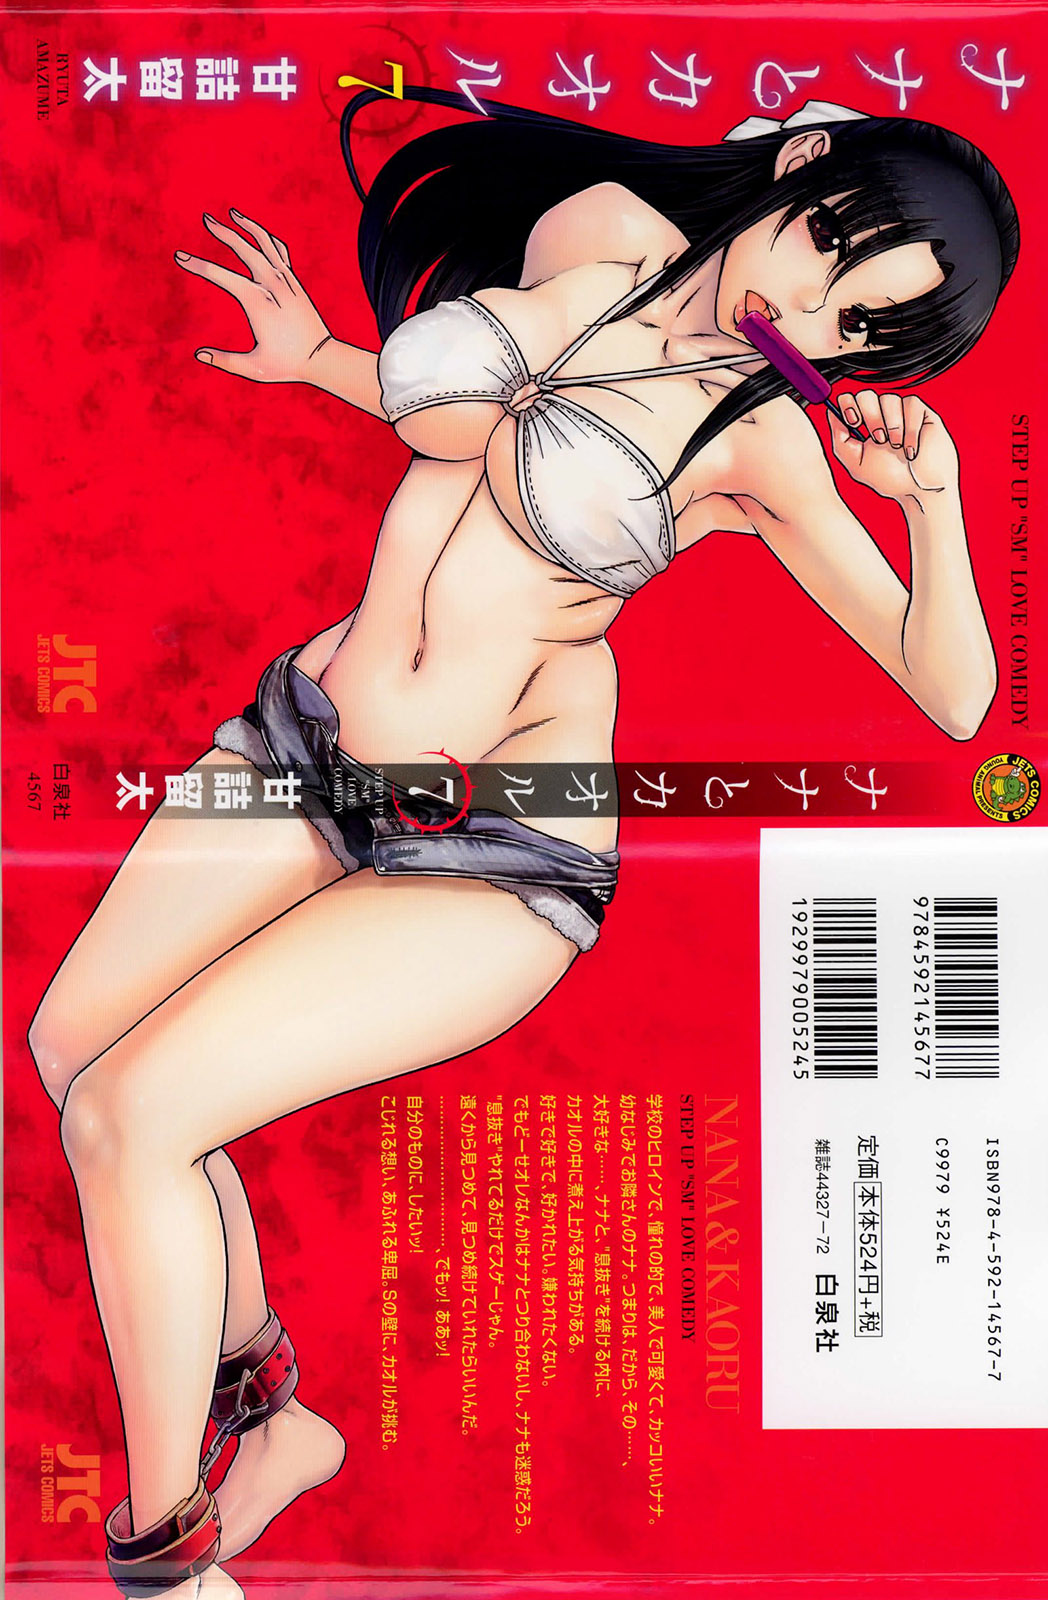 ナナとカオル
7
甘詰留太
RYUTA
AMAZUME
STEP UP "SM" LOVE COMEDY
JTC
JETS COMICS
JETS COMICS
YOUNG ANIMAL
ナナとカオル
7
STEP UP
"SM"
LOVE
COMEDY
甘詰留太
白泉社
4567
9784592145677
1929979005245
ISBN978-4-592-14567-7
C9979 ¥524E
定価 本体524円+税
雑誌44327-72
白泉社
NANA&KAORU
STEP UP "SM" LOVE COMEDY
学校のヒロインで、憧れの的で、美人で可愛くて、カッコいいナナ。
幼なじみでお隣さんのナナ。つまりは、だから、その……、
大好きな……、ナナと、"息抜き"を続ける内に、
カオルの中に煮え上がる気持ちがある。
好きで好きで、好かれたい。嫌われたくない。
でもどーせオレなんかはナナとつり合わないし、ナナも迷惑だろう。
"息抜き"やれてるだけでスゲーじゃん。
遠くから見つめて、見つめ続けていれたらいいんだ。
………………………、でもッ! ああッ!
自分のものに、したいッ!
こじれる想い、あふれる卑屈。Sの壁に、カオルが挑む。
JTC
JETS COMICS